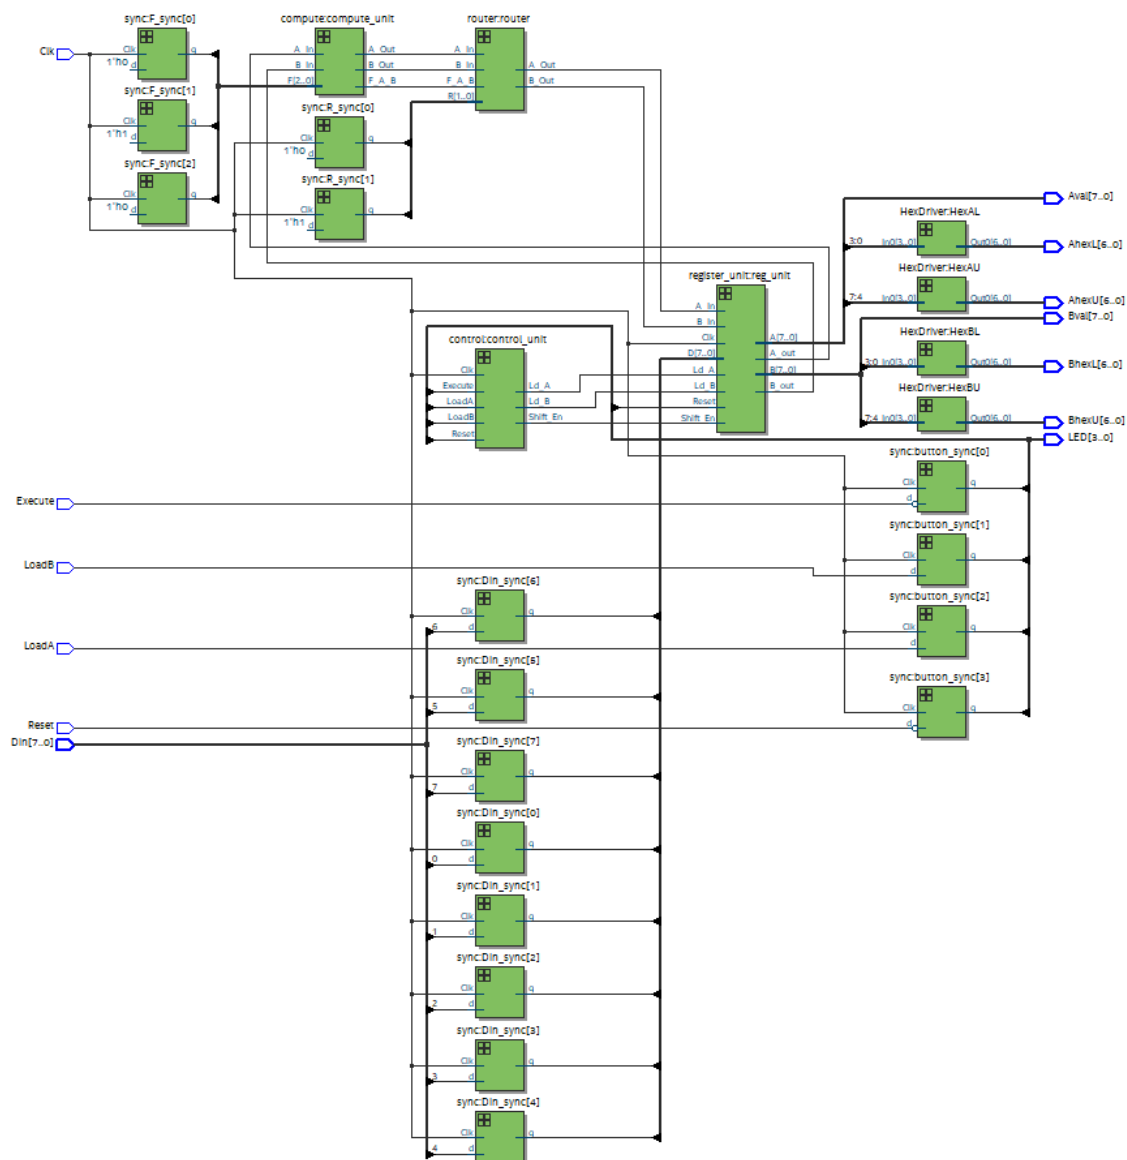 sync:F_sync[0]
Clk
Clk q
1'h0 d
sync:F_sync[1]
Clk q
1'h1 d
sync:F_sync[2]
Clk q
1'h0 d
compute:compute_unit
A_In A_Out
B_In B_Out
F[2..0] F_A_B
router:router
A_In A_Out
B_In B_Out
F_A_B
R[1..0]
sync:R_sync[0]
Clk q
1'h0 d
sync:R_sync[1]
Clk q
1'h1 d
Aval[7..0]
HexDriver:HexAL
3:0 In0[3..0] Out0[6..0] AhexL[6..0]
HexDriver:HexAU
7:4 In0[3..0] Out0[6..0] AhexU[6..0]
Bval[7..0]
HexDriver:HexBL
3:0 In0[3..0] Out0[6..0] BhexL[6..0]
HexDriver:HexBU
7:4 In0[3..0] Out0[6..0] BhexU[6..0]
LED[3..0]
register_unit:reg_unit
A_In
B_In
Clk A[7..0]
D[7..0] A_out
Ld_A B[7..0]
Ld_B B_out
Reset
Shift_En
control:control_unit
Clk
Execute Ld_A
LoadA Ld_B
LoadB Shift_En
Reset
sync:button_sync[0]
Clk q
d
Execute
sync:button_sync[1]
Clk q
d
LoadB
sync:button_sync[2]
Clk q
d
LoadA
sync:button_sync[3]
Clk q
d
Reset
Din[7..0]
sync:Din_sync[6]
Clk q
6 d
sync:Din_sync[5]
Clk q
5 d
sync:Din_sync[7]
Clk q
7 d
sync:Din_sync[0]
Clk q
0 d
sync:Din_sync[1]
Clk q
1 d
sync:Din_sync[2]
Clk q
2 d
sync:Din_sync[3]
Clk q
3 d
sync:Din_sync[4]
Clk q
4 d